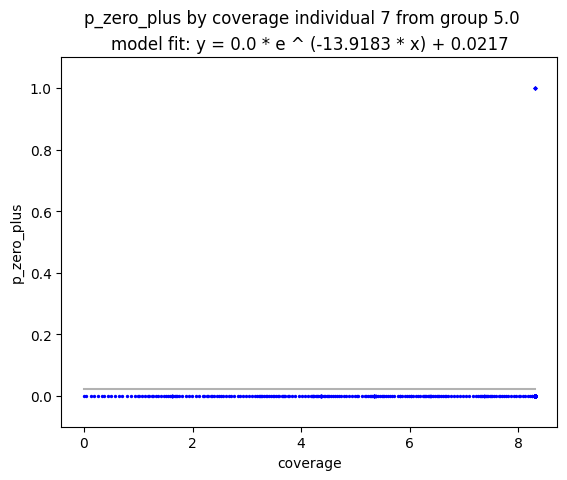 p_zero_plus by coverage individual 7 from group 5.0
model fit: y = 0.0 * e ^ (-13.9183 * x) + 0.0217
1.0
0.8
0.6
0.4
0.2
0.0
p_zero_plus
0 2 4 6 8
coverage